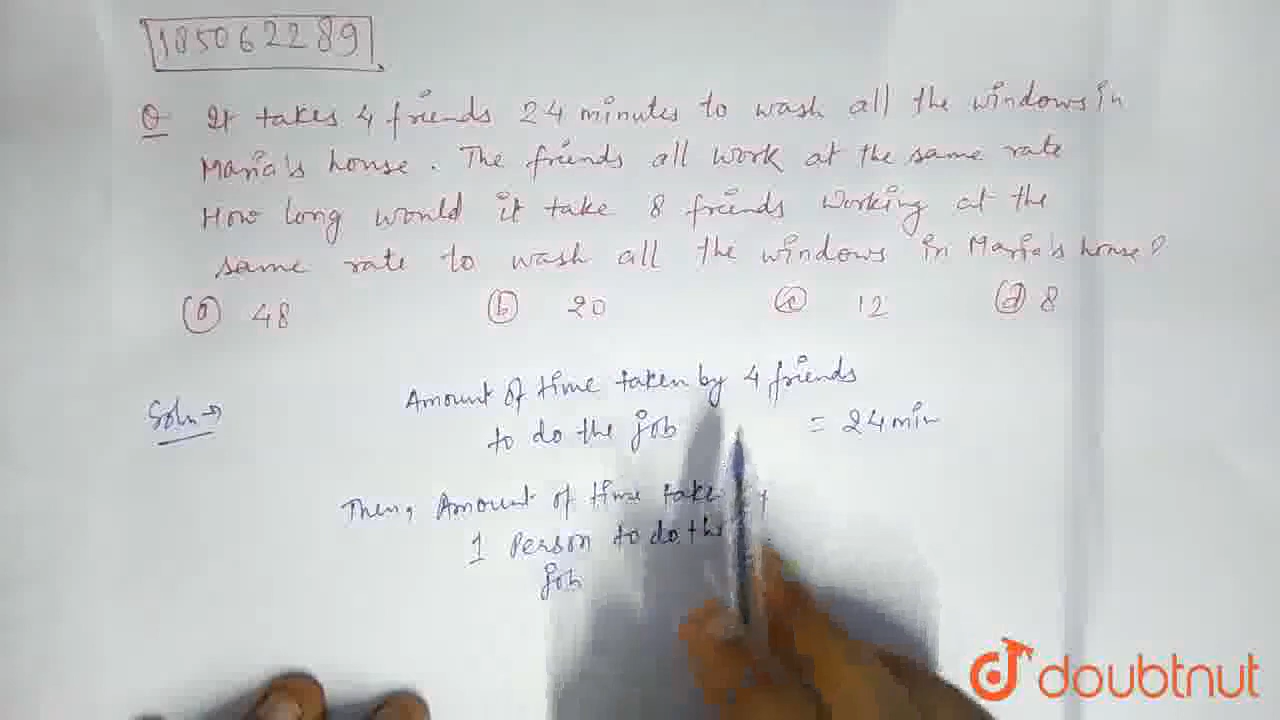 185062289
Q It takes 4 friends 24 minutes to wash all the windows in
Maria's house. The friends all work at the same rate
How long would it take 8 friends working at the
same rate to wash all the windows in Maria's house?
(a) 48 (b) 20 (c) 12 (d) 8
Soln → Amount of time taken by 4 friends
to do the job = 24 min
Then, Amount of time
1 Person to do the
job
doubtnut